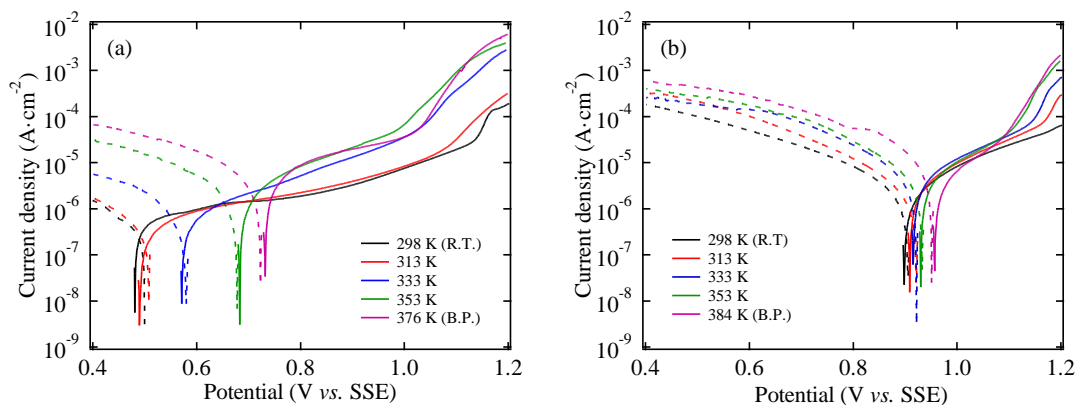 (a)
10⁻²
10⁻³
10⁻⁴
10⁻⁵
10⁻⁶
10⁻⁷
10⁻⁸
10⁻⁹
Current density (A·cm⁻²)
298 K (R.T.)
313 K
333 K
353 K
376 K (B.P.)
0.4 0.6 0.8 1.0 1.2
Potential (V vs. SSE)
(b)
10⁻²
10⁻³
10⁻⁴
10⁻⁵
10⁻⁶
10⁻⁷
10⁻⁸
10⁻⁹
Current density (A·cm⁻²)
298 K (R.T)
313 K
333 K
353 K
384 K (B.P.)
0.4 0.6 0.8 1.0 1.2
Potential (V vs. SSE)